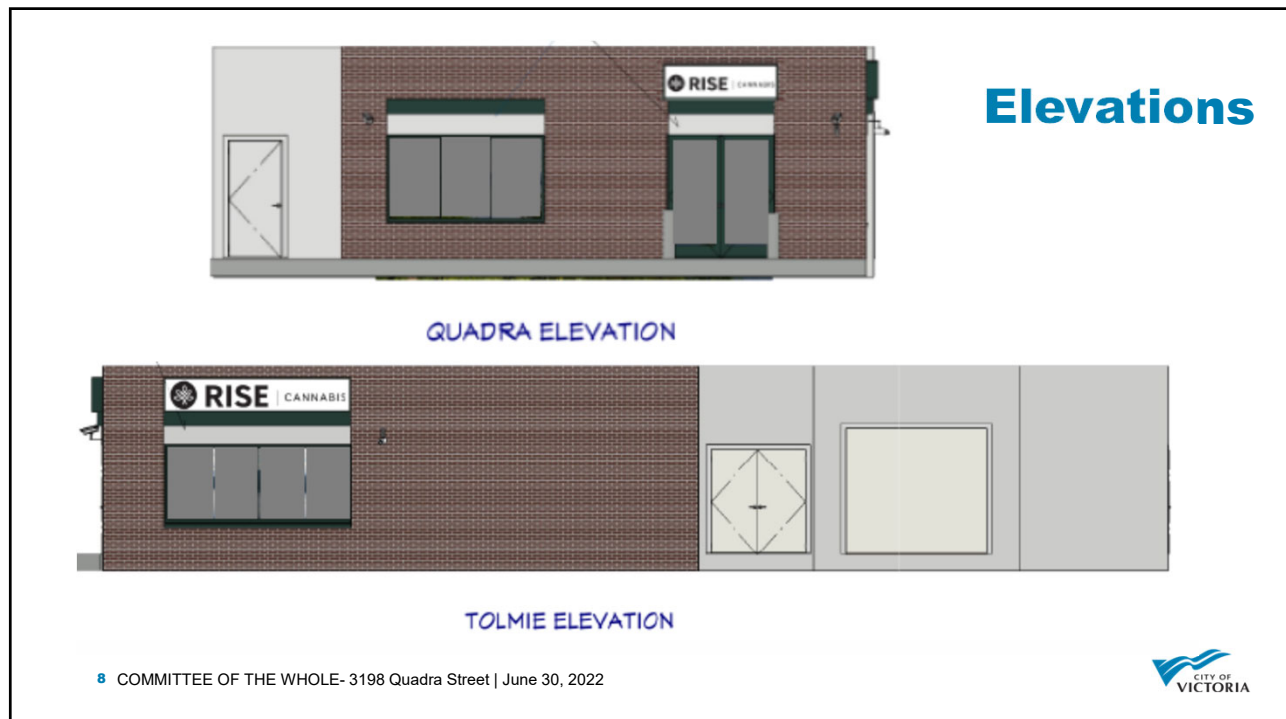 Elevations
RISE | CANNABIS
QUADRA ELEVATION
RISE | CANNABIS
TOLMIE ELEVATION
8 COMMITTEE OF THE WHOLE- 3198 Quadra Street | June 30, 2022
CITY OF
VICTORIA